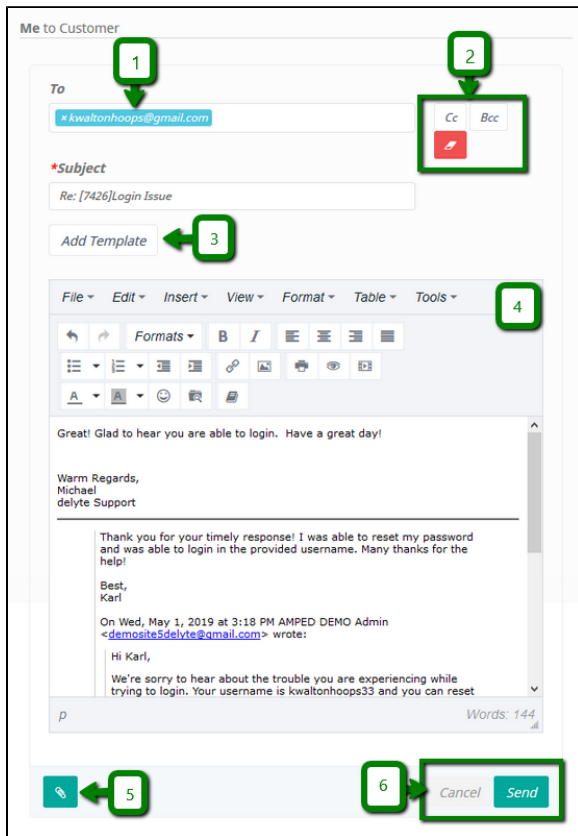 Me to Customer
1
2
To
×kwaltonhoops@gmail.com
Cc Bcc
*Subject
Re: [7426]Login Issue
Add Template
3
File Edit Insert View Format Table Tools
4
Formats B I
A A
Great! Glad to hear you are able to login. Have a great day!
Warm Regards,
Michael
delyte Support
Thank you for your timely response! I was able to reset my password
and was able to login in the provided username. Many thanks for the
help!
Best,
Karl
On Wed, May 1, 2019 at 3:18 PM AMPED DEMO Admin
<demosite5delyte@gmail.com> wrote:
Hi Karl,
We're sorry to hear about the trouble you are experiencing while
trying to login. Your username is kwaltonhoops33 and you can reset
p Words: 144
5
6
Cancel Send